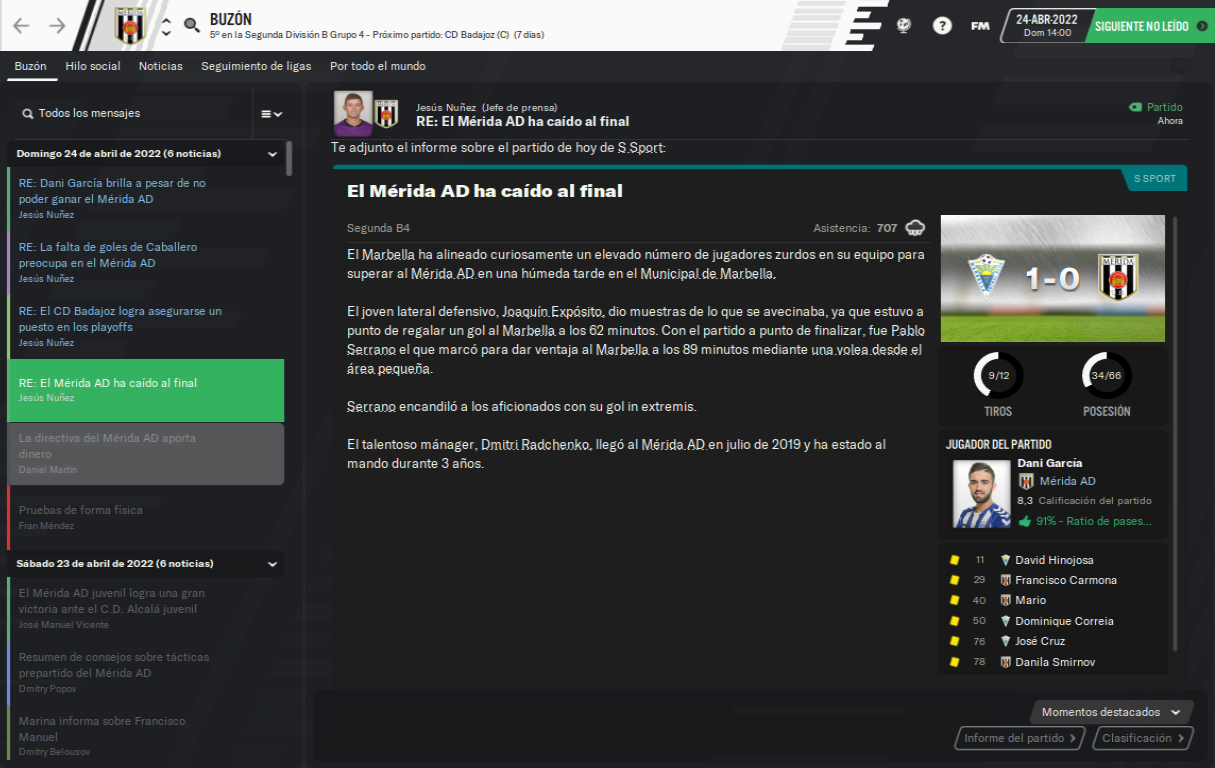 BUZÓN
5º en la Segunda División B Grupo 4 - Próximo partido: CD Badajoz (C) (7 dias)
?
FM
24-ABR-2022
Dom 14:00
SIGUIENTE NO LEÍDO
Buzón
Hilo social
Noticias
Seguimiento de ligas
Por todo el mundo
Todos los mensajes
Domingo 24 de abril de 2022 (6 noticias)
RE: Dani García brilla a pesar de no
poder ganar el Mérida AD
Jesús Nuñez
RE: La falta de goles de Caballero
preocupa en el Mérida AD
Jesús Nuñez
RE: El CD Badajoz logra asegurarse un
puesto en los playoffs
Jesús Nuñez
RE: El Mérida AD ha caído al final
Jesús Nuñez
La directiva del Mérida AD aporta
dinero
Daniel Martín
Pruebas de forma física
Fran Méndez
Sábado 23 de abril de 2022 (6 noticias)
El Mérida AD juvenil logra una gran
victoria ante el C.D. Alcalá juvenil
José Manuel Vicente
Resumen de consejos sobre tácticas
prepartido del Mérida AD
Dmitry Popov
Marina informa sobre Francisco
Manuel
Dmitry Belousov
Jesús Nuñez (Jefe de prensa)
RE: El Mérida AD ha caído al final
Partido
Ahora
Te adjunto el informe sobre el partido de hoy de S.Sport:
S SPORT
El Mérida AD ha caído al final
Segunda B4
Asistencia: 707
El Marbella ha alineado curiosamente un elevado número de jugadores zurdos en su equipo para
superar al Mérida AD en una húmeda tarde en el Municipal de Marbella.
El joven lateral defensivo, Joaquín Expósito, dio muestras de lo que se avecinaba, ya que estuvo a
punto de regalar un gol al Marbella a los 62 minutos. Con el partido a punto de finalizar, fue Pablo
Serrano el que marcó para dar ventaja al Marbella a los 89 minutos mediante una volea desde el
área pequeña.
Serrano encandiló a los aficionados con su gol in extremis.
El talentoso mánager, Dmitri Radchenko, llegó al Mérida AD en julio de 2019 y ha estado al
mando durante 3 años.
MÉRIDA
1-0
9/12
34/66
TIROS
POSESIÓN
JUGADOR DEL PARTIDO
Dani García
Mérida AD
8,3 Calificación del partido
91% - Ratio de pases...
11 David Hinojosa
29 Francisco Carmona
40 Mario
50 Dominique Correia
76 José Cruz
78 Danila Smirnov
Momentos destacados
Informe del partido
Clasificación